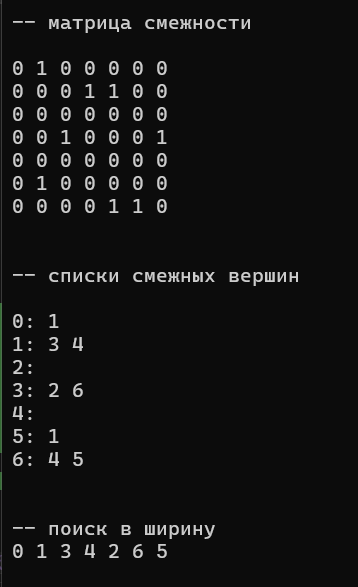 -- матрица смежности
0 1 0 0 0 0 0
0 0 0 1 1 0 0
0 0 0 0 0 0 0
0 0 1 0 0 0 1
0 0 0 0 0 0 0
0 1 0 0 0 0 0
0 0 0 0 1 1 0
-- списки смежных вершин
0: 1
1: 3 4
2:
3: 2 6
4:
5: 1
6: 4 5
-- поиск в ширину
0 1 3 4 2 6 5